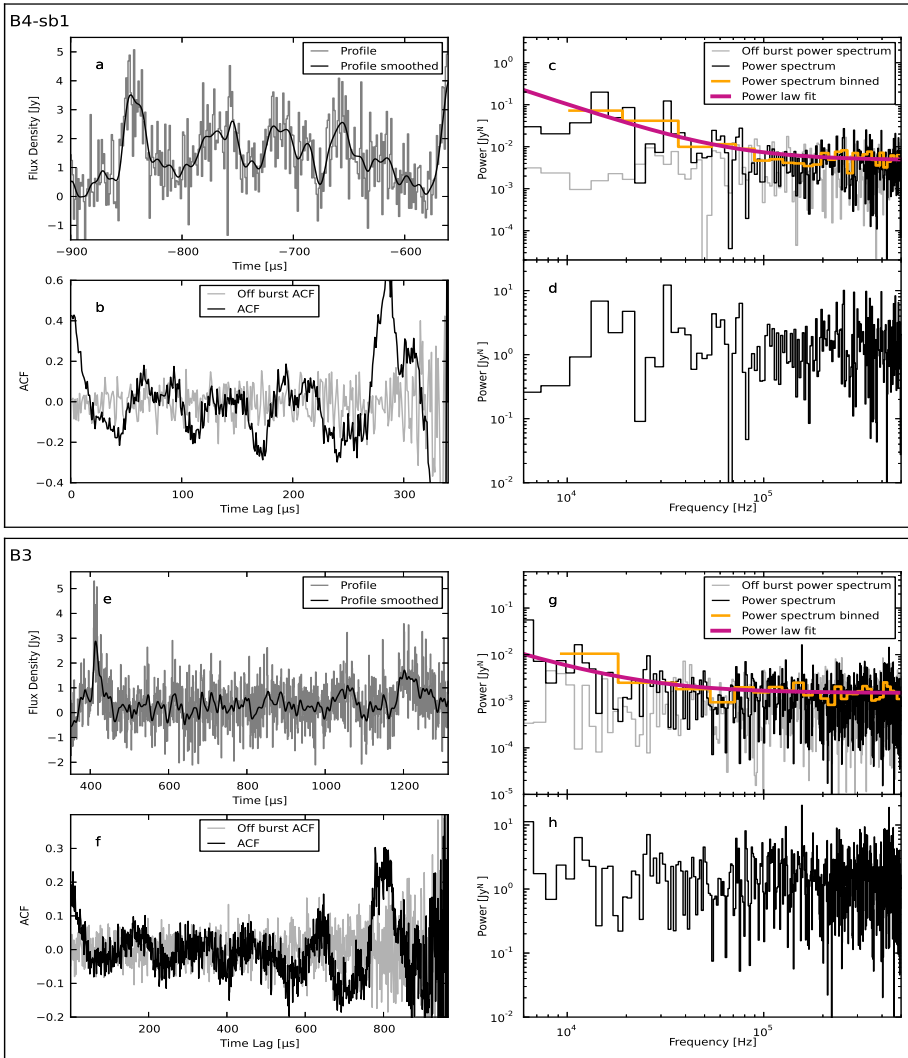 B4-sb1
a
Profile
Profile smoothed
Flux Density [Jy]
5
4
3
2
1
0
−1
−900
−800
−700
−600
Time [μs]
b
Off burst ACF
ACF
ACF
0.6
0.4
0.2
0.0
−0.2
−0.4
0
100
200
300
Time Lag [μs]
c
Off burst power spectrum
Power spectrum
Power spectrum binned
Power law fit
Power [Jy^N ]
10^0
10^-1
10^-2
10^-3
10^-4
d
Power [Jy^N ]
10^1
10^0
10^-1
10^-2
10^4
10^5
Frequency [Hz]
B3
e
Profile
Profile smoothed
Flux Density [Jy]
5
4
3
2
1
0
−1
−2
400
600
800
1000
1200
Time [μs]
f
Off burst ACF
ACF
ACF
0.3
0.2
0.1
0.0
−0.1
−0.2
200
400
600
800
Time Lag [μs]
g
Off burst power spectrum
Power spectrum
Power spectrum binned
Power law fit
Power [Jy^N ]
10^-1
10^-2
10^-3
10^-4
10^-5
h
Power [Jy^N ]
10^1
10^0
10^-1
10^-2
10^4
10^5
Frequency [Hz]